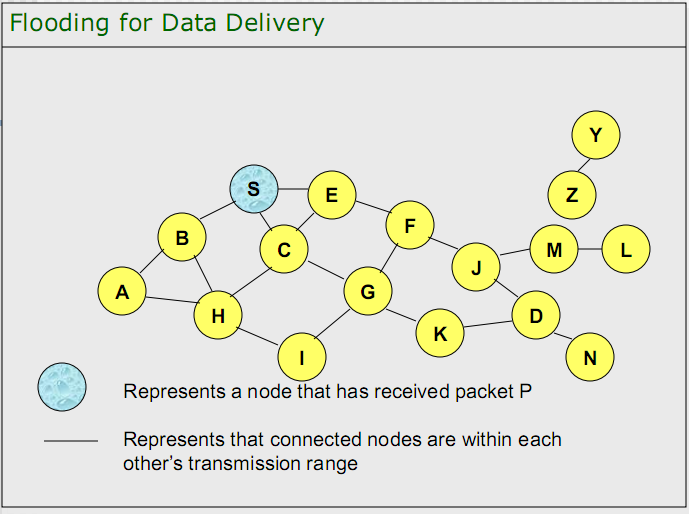 Flooding for Data Delivery
Y
S
E
Z
B
F
C
M
L
J
A
G
H
D
K
I
N
Represents a node that has received packet P
Represents that connected nodes are within each
other’s transmission range